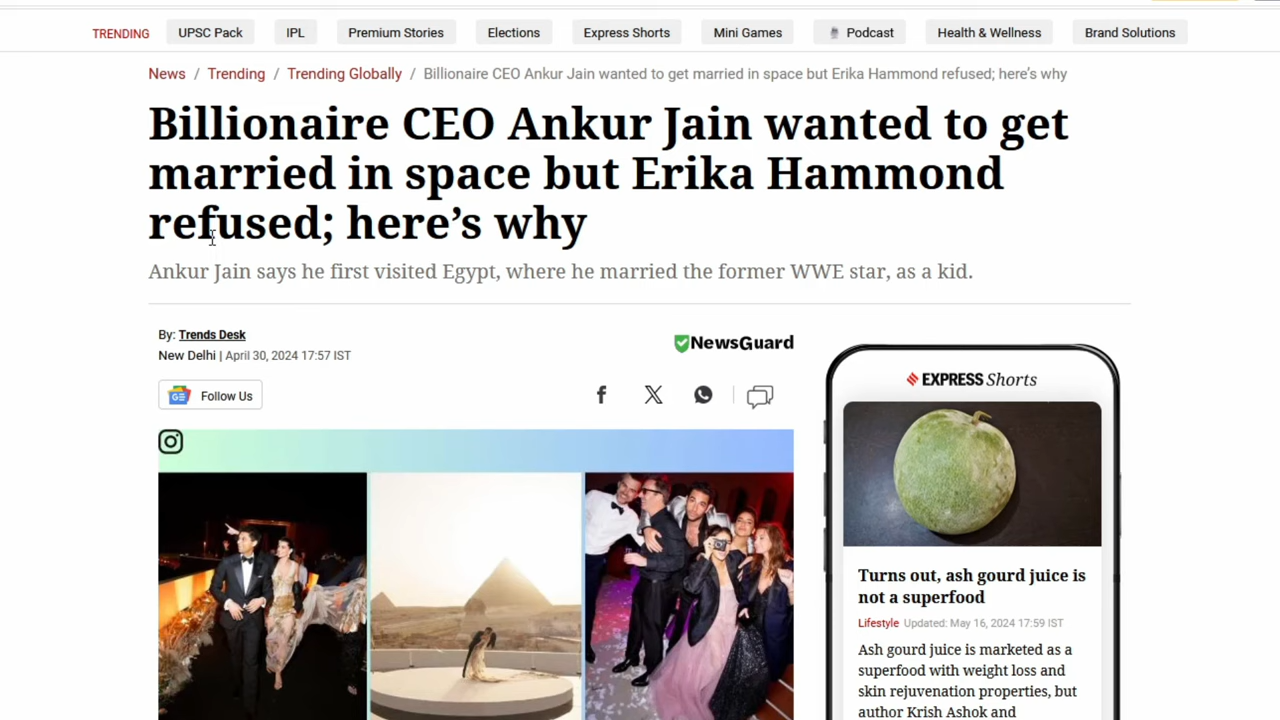 TRENDING UPSC Pack IPL Premium Stories Elections Express Shorts Mini Games Podcast Health & Wellness Brand Solutions
News / Trending / Trending Globally / Billionaire CEO Ankur Jain wanted to get married in space but Erika Hammond refused; here’s why
Billionaire CEO Ankur Jain wanted to get
married in space but Erika Hammond
refused; here’s why
Ankur Jain says he first visited Egypt, where he married the former WWE star, as a kid.
By: Trends Desk
New Delhi | April 30, 2024 17:57 IST
NewsGuard
GE Follow Us
EXPRESS Shorts
Turns out, ash gourd juice is
not a superfood
Lifestyle Updated: May 16, 2024 17:59 IST
Ash gourd juice is marketed as a
superfood with weight loss and
skin rejuvenation properties, but
author Krish Ashok and